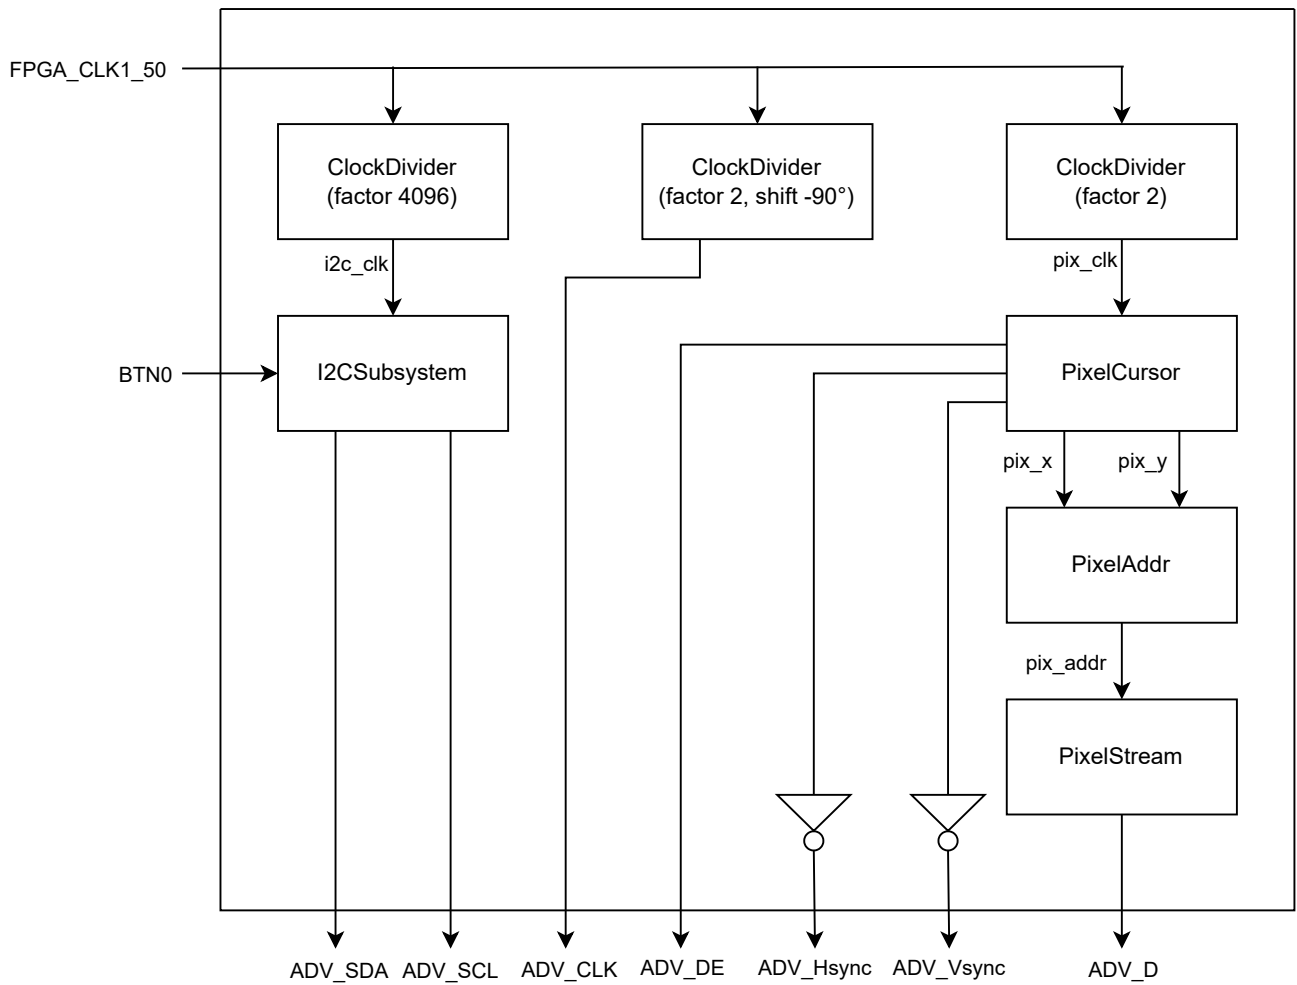 FPGA_CLK1_50
ClockDivider
(factor 4096)
ClockDivider
(factor 2, shift -90°)
ClockDivider
(factor 2)
i2c_clk
pix_clk
BTN0
I2CSubsystem
PixelCursor
pix_x
pix_y
PixelAddr
pix_addr
PixelStream
ADV_SDA
ADV_SCL
ADV_CLK
ADV_DE
ADV_Hsync
ADV_Vsync
ADV_D